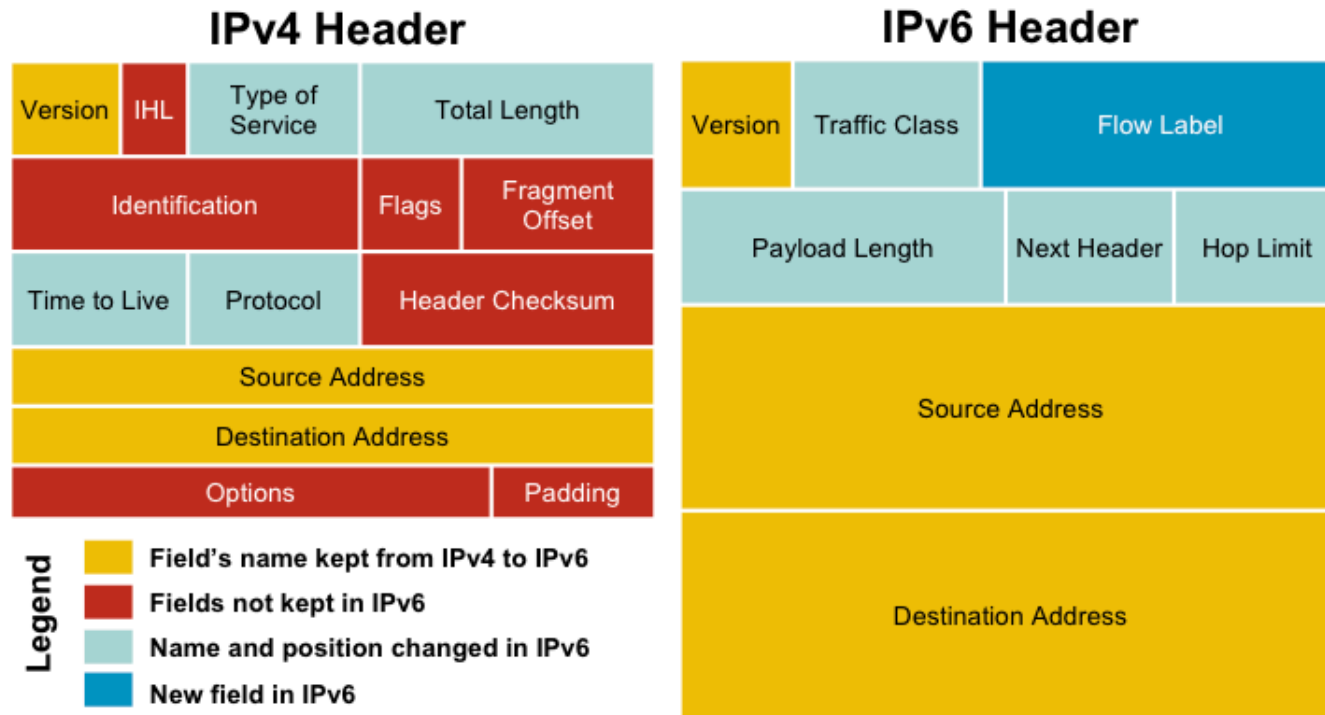 IPv4 Header
IPv6 Header
Version
IHL
Type of
Service
Total Length
Identification
Flags
Fragment
Offset
Time to Live
Protocol
Header Checksum
Source Address
Destination Address
Options
Padding
Version
Traffic Class
Flow Label
Payload Length
Next Header
Hop Limit
Source Address
Destination Address
Legend
Field’s name kept from IPv4 to IPv6
Fields not kept in IPv6
Name and position changed in IPv6
New field in IPv6